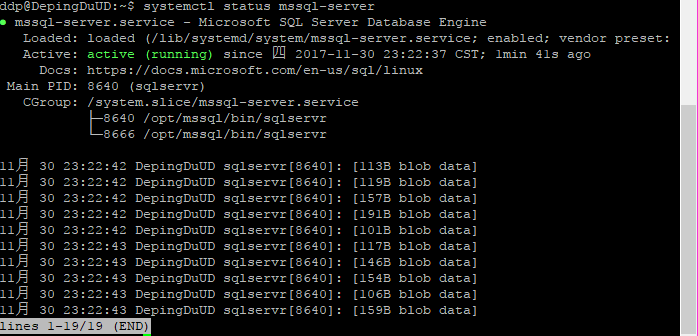 ddp@DepingDuUD:~$ systemctl status mssql-server
● mssql-server.service - Microsoft SQL Server Database Engine
Loaded: loaded (/lib/systemd/system/mssql-server.service; enabled; vendor preset:
Active: active (running) since 四 2017-11-30 23:22:37 CST; 1min 41s ago
Docs: https://docs.microsoft.com/en-us/sql/linux
Main PID: 8640 (sqlservr)
CGroup: /system.slice/mssql-server.service
├─8640 /opt/mssql/bin/sqlservr
└─8666 /opt/mssql/bin/sqlservr
11月 30 23:22:42 DepingDuUD sqlservr[8640]: [113B blob data]
11月 30 23:22:42 DepingDuUD sqlservr[8640]: [119B blob data]
11月 30 23:22:42 DepingDuUD sqlservr[8640]: [157B blob data]
11月 30 23:22:42 DepingDuUD sqlservr[8640]: [191B blob data]
11月 30 23:22:42 DepingDuUD sqlservr[8640]: [101B blob data]
11月 30 23:22:43 DepingDuUD sqlservr[8640]: [117B blob data]
11月 30 23:22:43 DepingDuUD sqlservr[8640]: [146B blob data]
11月 30 23:22:43 DepingDuUD sqlservr[8640]: [154B blob data]
11月 30 23:22:43 DepingDuUD sqlservr[8640]: [106B blob data]
11月 30 23:22:43 DepingDuUD sqlservr[8640]: [159B blob data]
lines 1-19/19 (END)